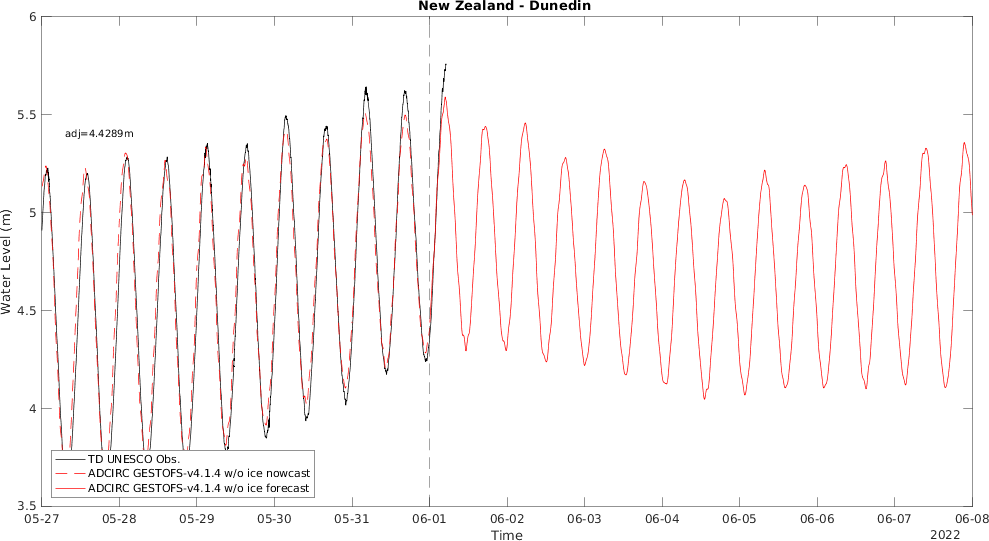 New Zealand - Dunedin
6
5.5
adj=4.4289m
5
Water Level (m)
4.5
4
TD UNESCO Obs.
ADCIRC GESTOFS-v4.1.4 w/o ice nowcast
ADCIRC GESTOFS-v4.1.4 w/o ice forecast
3.5
05-27 05-28 05-29 05-30 05-31 06-01 06-02 06-03 06-04 06-05 06-06 06-07 06-08
Time
2022